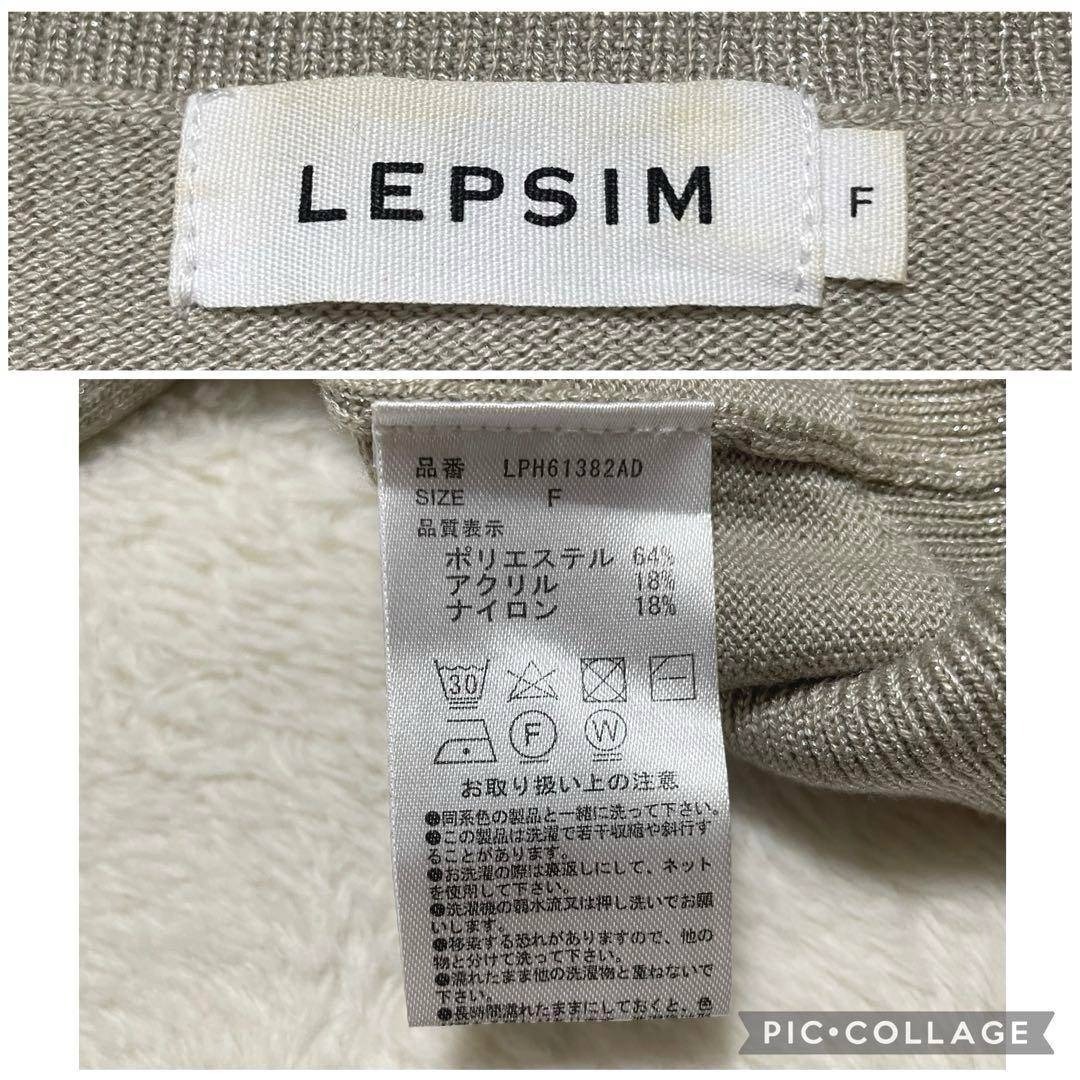 LEPSIM
F
品番 LPH61382AD
SIZE F
品質表示
ポリエステル 64%
アクリル 18%
ナイロン 18%
30
F
W
お取り扱い上の注意
●同系色の製品と一緒に洗って下さい。
●この製品は洗濯で若干収縮や斜行す
ることがあります。
●お洗濯の際は裏返しにして、ネット
を使用して下さい。
●洗濯機の弱水流又は押し洗いでお願
いします。
●移染する恐れがありますので、他の
物と分けて洗って下さい。
●濡れたまま他の洗濯物と重ねないで
下さい。
●長時間濡れたままにしておくと、色
PIC•COLLAGE